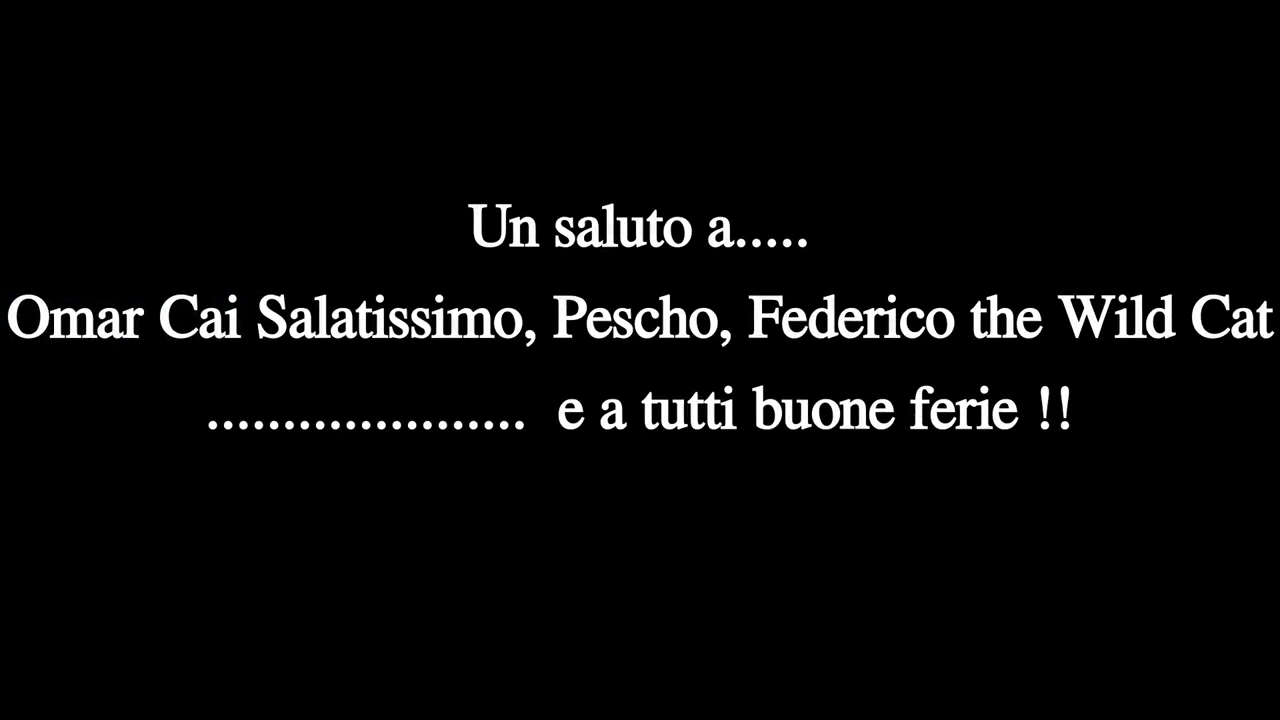 Un saluto a.....
Omar Cai Salatissimo, Pescho, Federico the Wild Cat
.....................  e a tutti buone ferie !!